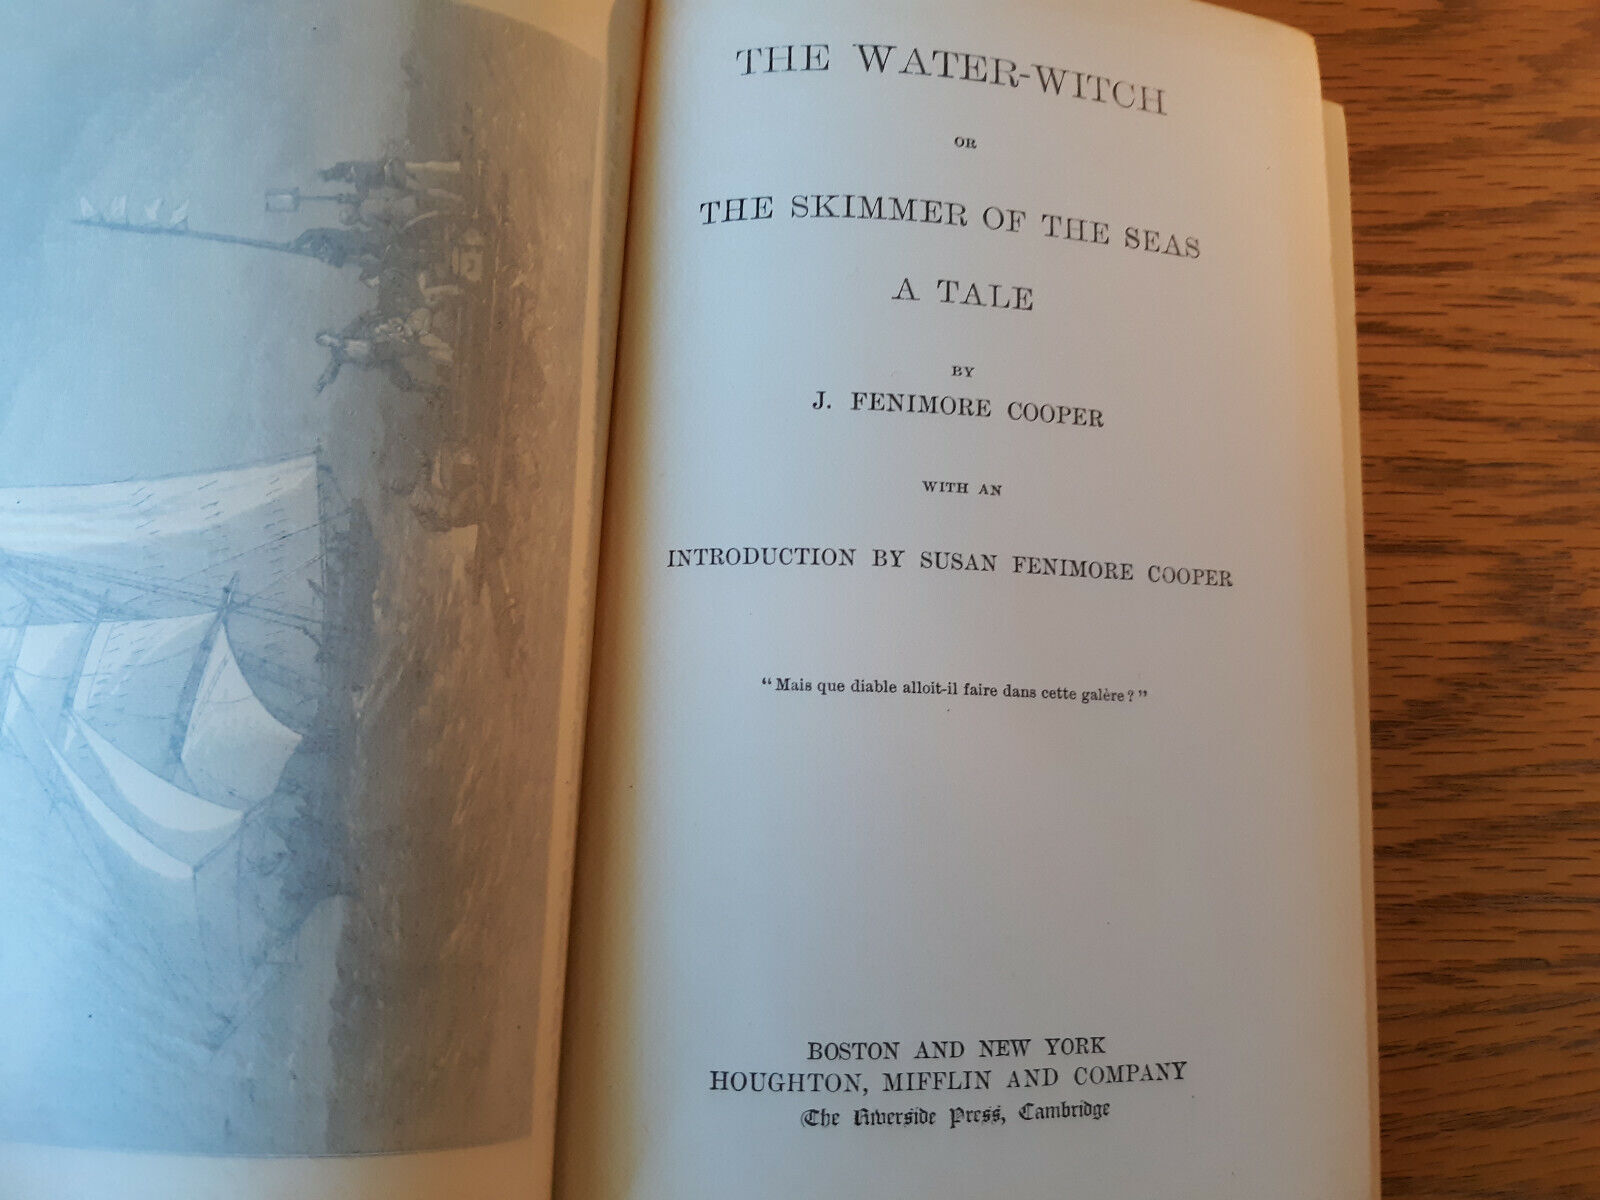 THE WATER-WITCH
OR
THE SKIMMER OF THE SEAS
A TALE
BY
J. FENIMORE COOPER
WITH AN
INTRODUCTION BY SUSAN FENIMORE COOPER
“Mais que diable alloit-il faire dans cette galère?”
BOSTON AND NEW YORK
HOUGHTON, MIFFLIN AND COMPANY
The Riverside Press, Cambridge